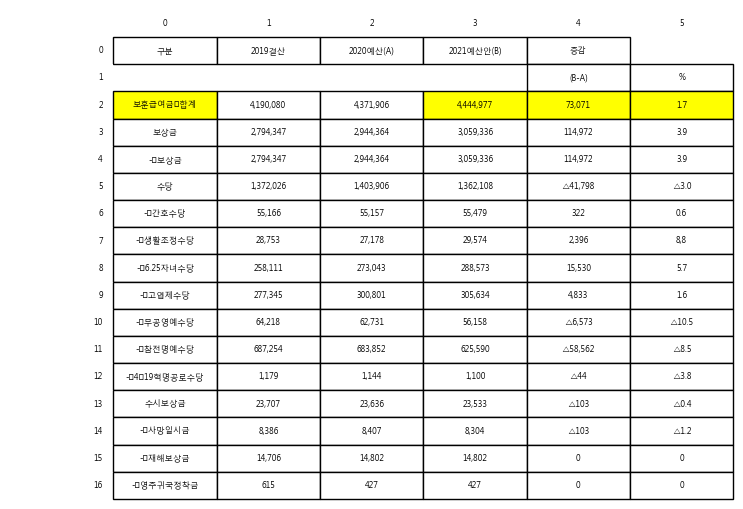 0 1 2 3 4 5
0 구분 2019결산 2020예산(A) 2021예산안(B) 증감
1 (B-A) %
2 보훈급여금 합계 4,190,080 4,371,906 4,444,977 73,071 1.7
3 보상금 2,794,347 2,944,364 3,059,336 114,972 3.9
4 - 보상금 2,794,347 2,944,364 3,059,336 114,972 3.9
5 수당 1,372,026 1,403,906 1,362,108 △41,798 △3.0
6 - 간호수당 55,166 55,157 55,479 322 0.6
7 - 생활조정수당 28,753 27,178 29,574 2,396 8,8
8 - 6.25자녀수당 258,111 273,043 288,573 15,530 5.7
9 - 고엽제수당 277,345 300,801 305,634 4,833 1.6
10 - 무공영예수당 64,218 62,731 56,158 △6,573 △10.5
11 - 참전명예수당 687,254 683,852 625,590 △58,562 △8.5
12 - 4 19혁명공로수당 1,179 1,144 1,100 △44 △3.8
13 수시보상금 23,707 23,636 23,533 △103 △0.4
14 - 사망일시금 8,386 8,407 8,304 △103 △1.2
15 - 재해보상금 14,706 14,802 14,802 0 0
16 - 영주귀국정착금 615 427 427 0 0